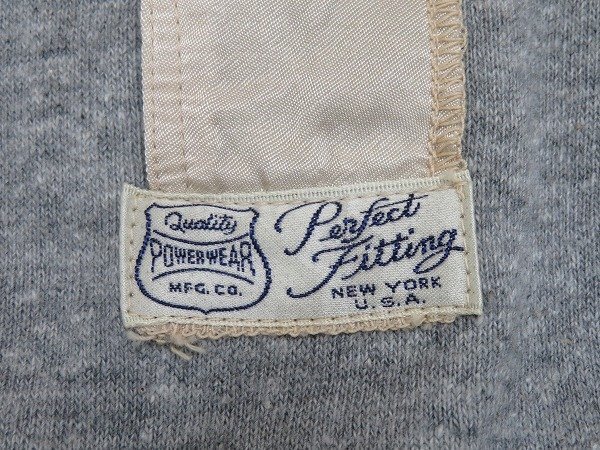 Quality
POWERWEAR
MFG. CO.
Perfect
Fitting
NEW YORK
U.S.A.